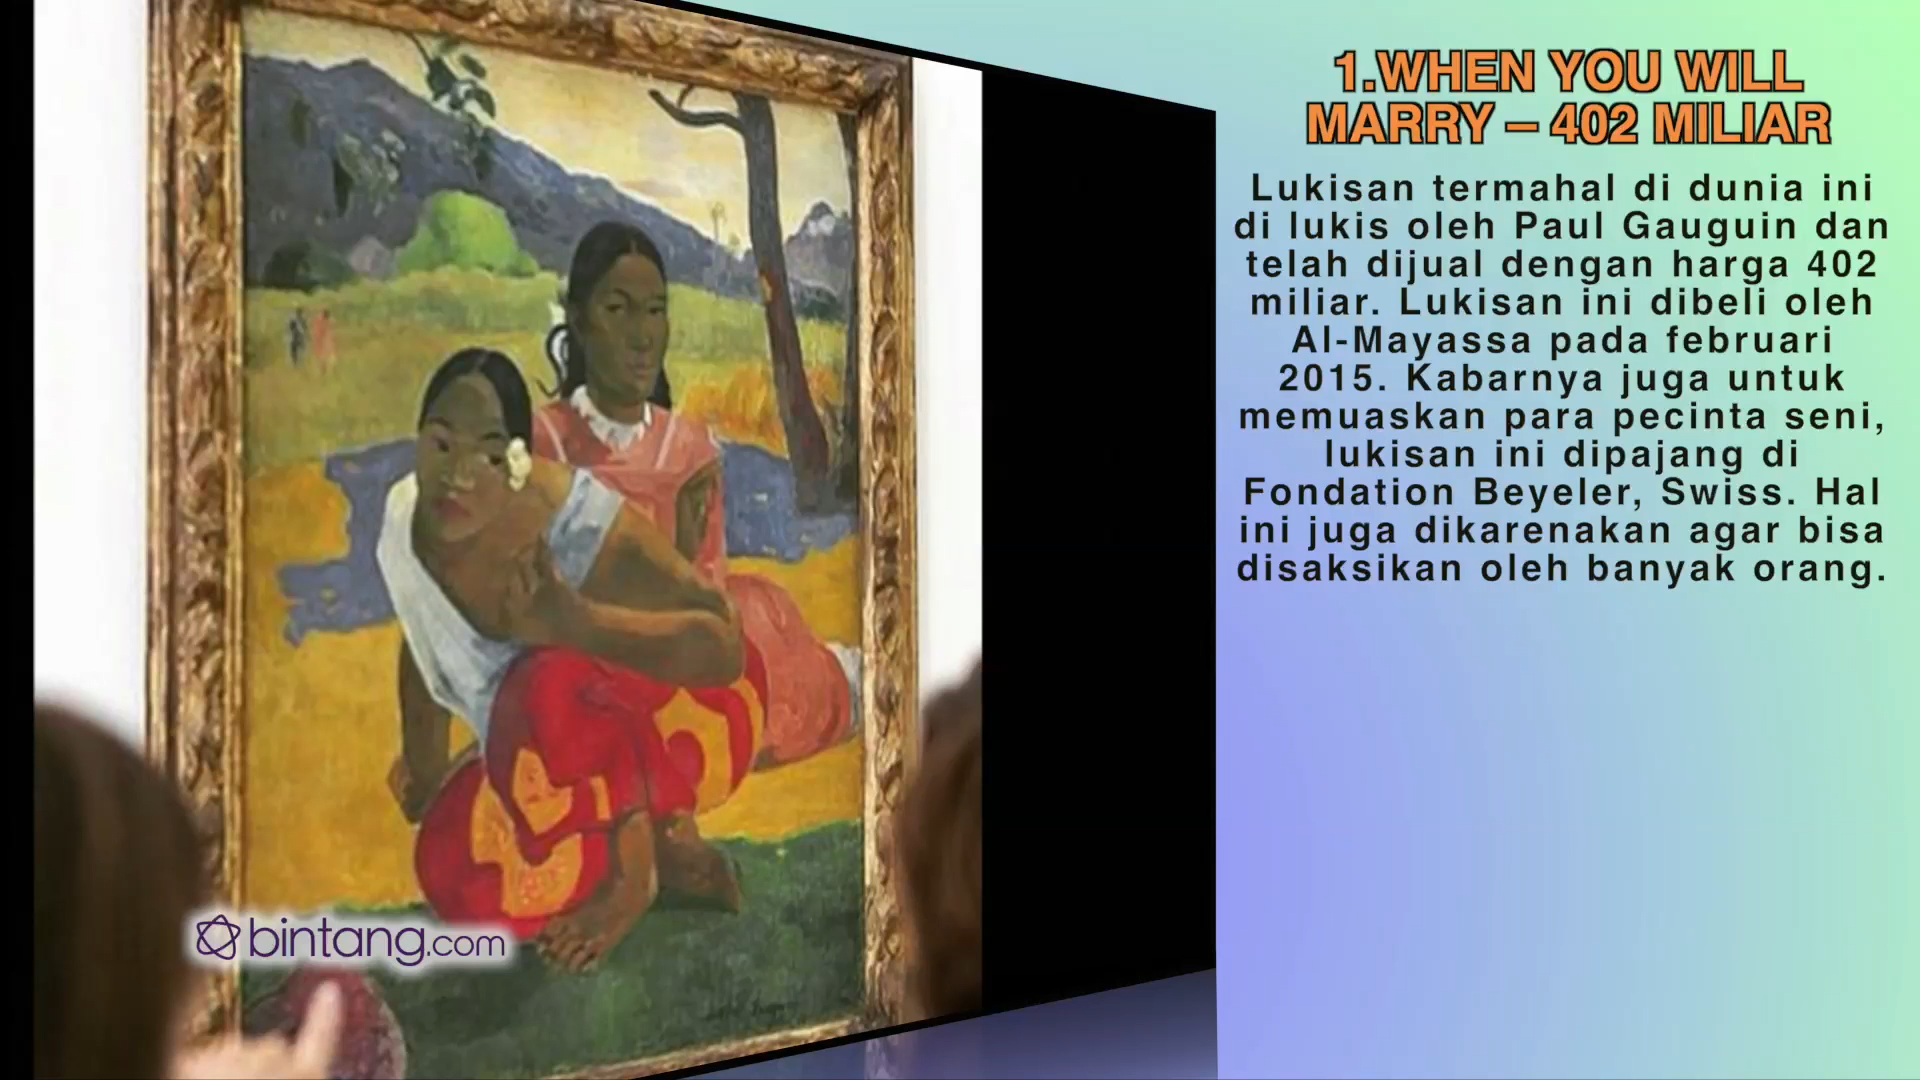 1.WHEN YOU WILL
MARRY – 402 MILIAR
Lukisan termahal di dunia ini
di lukis oleh Paul Gauguin dan
telah dijual dengan harga 402
miliar. Lukisan ini dibeli oleh
Al-Mayassa pada februari
2015. Kabarnya juga untuk
memuaskan para pecinta seni,
lukisan ini dipajang di
Fondation Beyeler, Swiss. Hal
ini juga dikarenakan agar bisa
disaksikan oleh banyak orang.
bintang.com